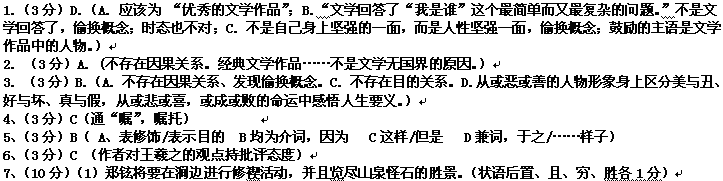 1.（3分）D.（A. 应该为 “优秀的文学作品”；B.“文学回答了“我是谁”这个最简单而又最复杂的问题。”不是文
学回答了，偷换概念；时态也不对；C. 不是自己身上坚强的一面，而是人性坚强一面，偷换概念；鼓励的主语是文学
作品中的人物。）
2. （3分）A.（不存在因果关系。经典文学作品……不是文学无国界的原因。）
3. （3分）B.（A. 不存在因果关系、发现偷换概念。C. 不存在目的关系。D.从或悲或善的人物形象身上区分美与丑、
好与坏、真与假，从或悲或喜，或成或败的命运中感悟人生要义。）
4、（3分）C（通“嘱”，嘱托）
5、（3分）B（ A、表修饰/表示目的 B均为介词，因为 C这样/但是 D兼词，于之/……样子）
6、（3分）C （作者对王羲之的观点持批评态度）
7、（10分）（1）郑铉将要在涧边进行修禊活动，并且览尽山泉怪石的胜景。（状语后置、且、穷、胜各1分）